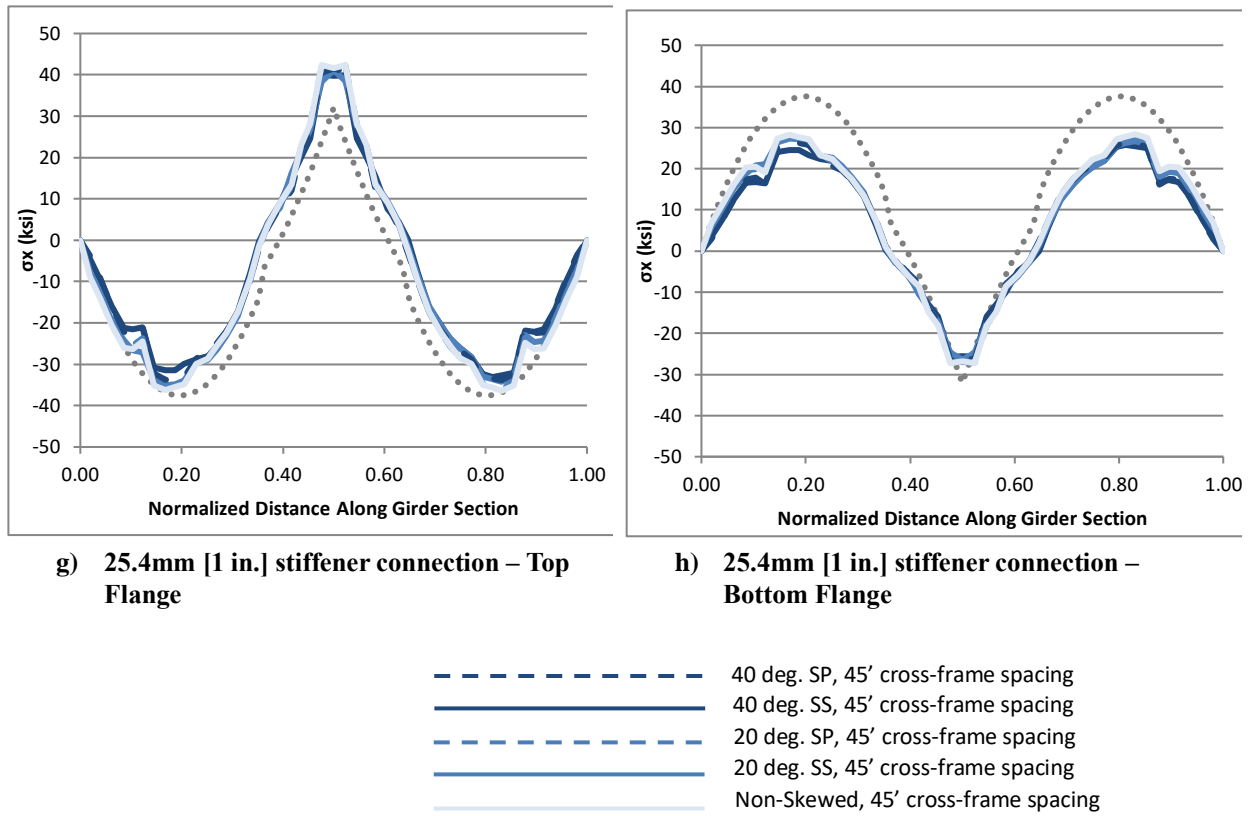 50
40
30
20
10
0
-10
-20
-30
-40
-50
σx (ksi)
0.00 0.20 0.40 0.60 0.80 1.00
Normalized Distance Along Girder Section
50
40
30
20
10
0
-10
-20
-30
-40
-50
σx (ksi)
0.00 0.20 0.40 0.60 0.80 1.00
Normalized Distance Along Girder Section
g) 25.4mm [1 in.] stiffener connection – Top
Flange
h) 25.4mm [1 in.] stiffener connection –
Bottom Flange
40 deg. SP, 45’ cross-frame spacing
40 deg. SS, 45’ cross-frame spacing
20 deg. SP, 45’ cross-frame spacing
20 deg. SS, 45’ cross-frame spacing
Non-Skewed, 45’ cross-frame spacing